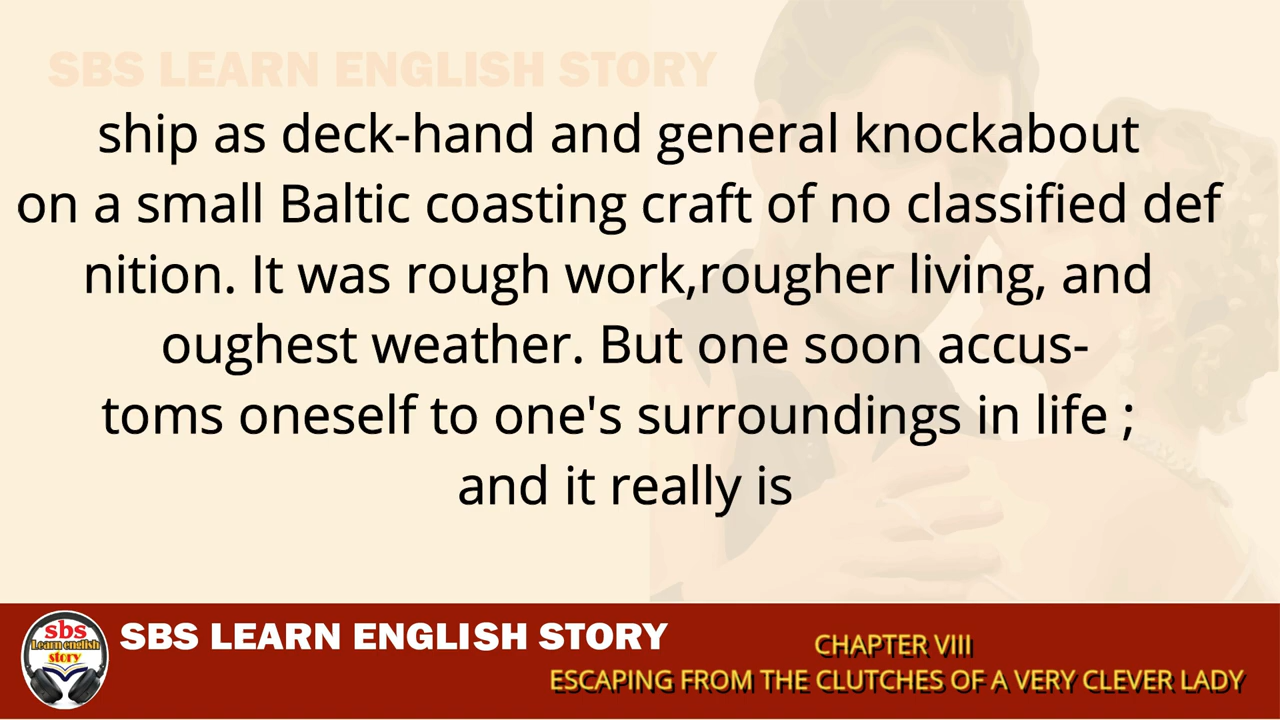 SBS LEARN ENGLISH STORY
ship as deck-hand and general knockabout
on a small Baltic coasting craft of no classified def
nition. It was rough work,rougher living, and
oughest weather. But one soon accus-
toms oneself to one's surroundings in life ;
and it really is
sbs
Learn english
story
SBS LEARN ENGLISH STORY
CHAPTER VIII
ESCAPING FROM THE CLUTCHES OF A VERY CLEVER LADY